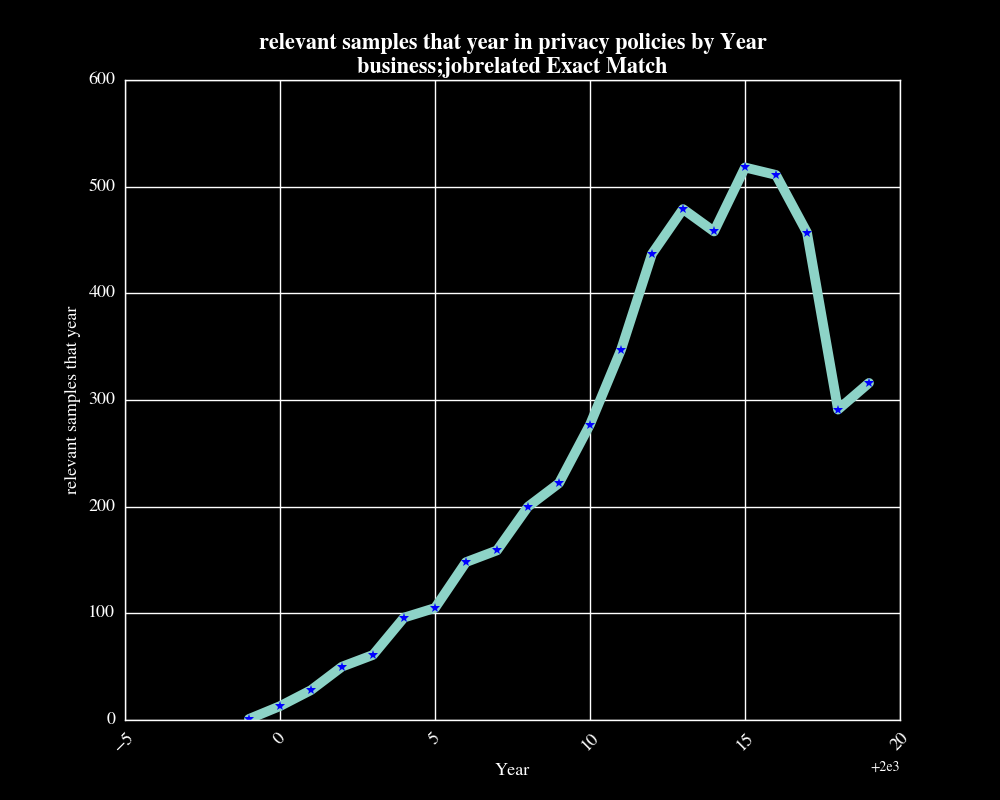 relevant samples that year in privacy policies by Year
business;jobrelated Exact Match
600
500
400
300
200
100
0
relevant samples that year
−5
0
5
10
15
20
+2e3
Year